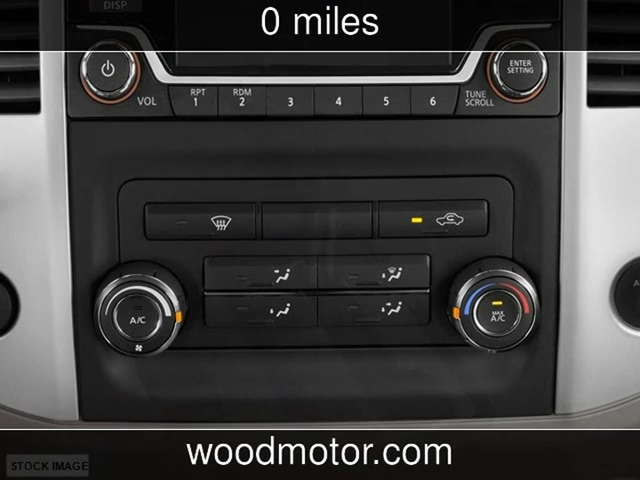 0 miles
DISP
ENTER
SETTING
VOL
RPT
1
RDM
2
3
4
5
6
TUNE
SCROLL
A/C
MAX
A/C
A
woodmotor.com
STOCK IMAGE